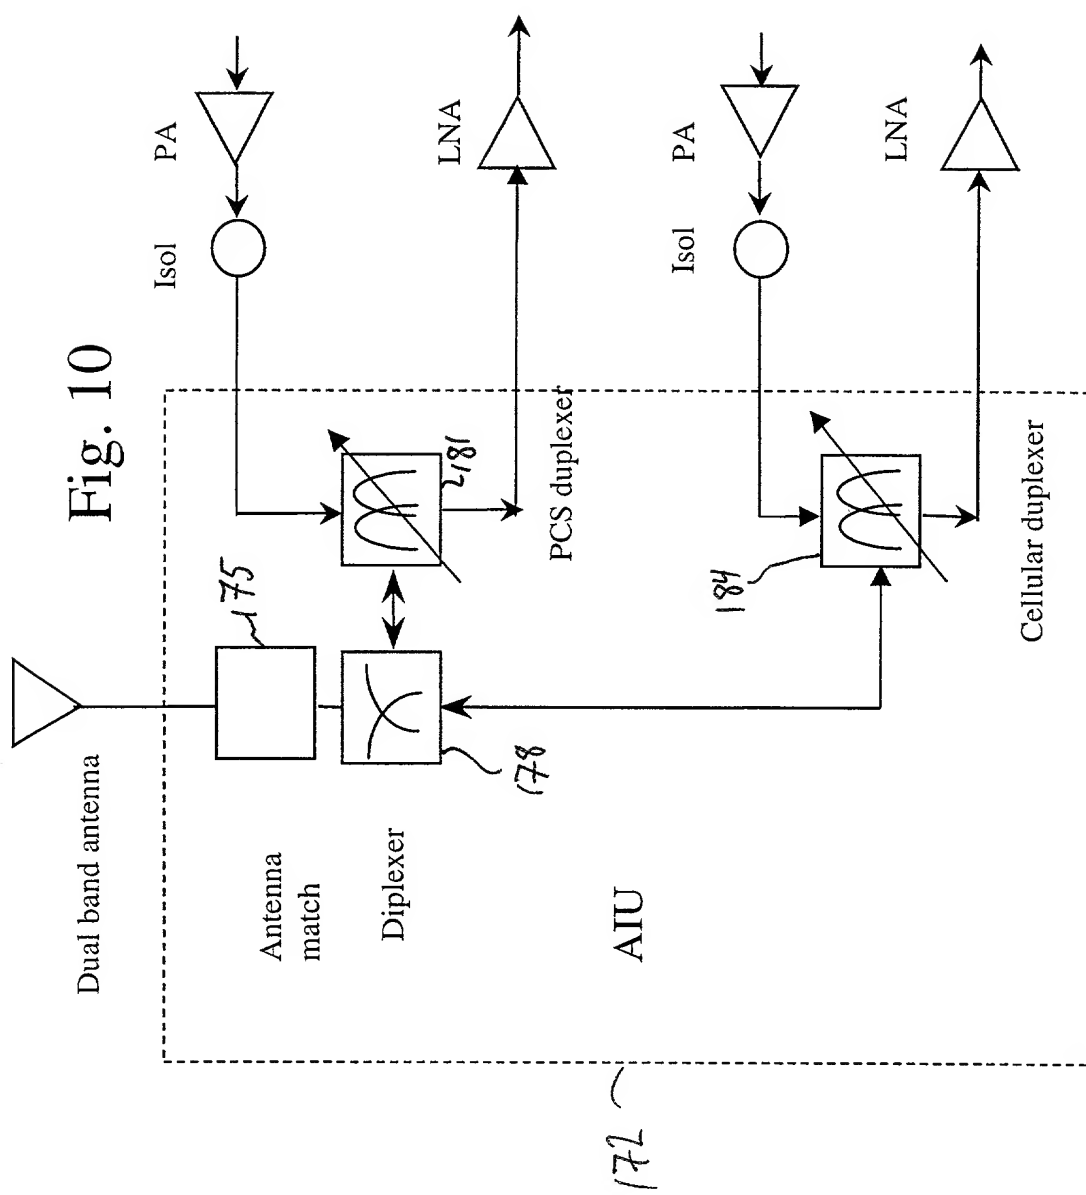 Fig. 10
Dual band antenna
Isol
PA
175
Antenna
match
Diplexer
LNA
181
178
PCS duplexer
AIU
172
Isol
PA
184
LNA
Cellular duplexer